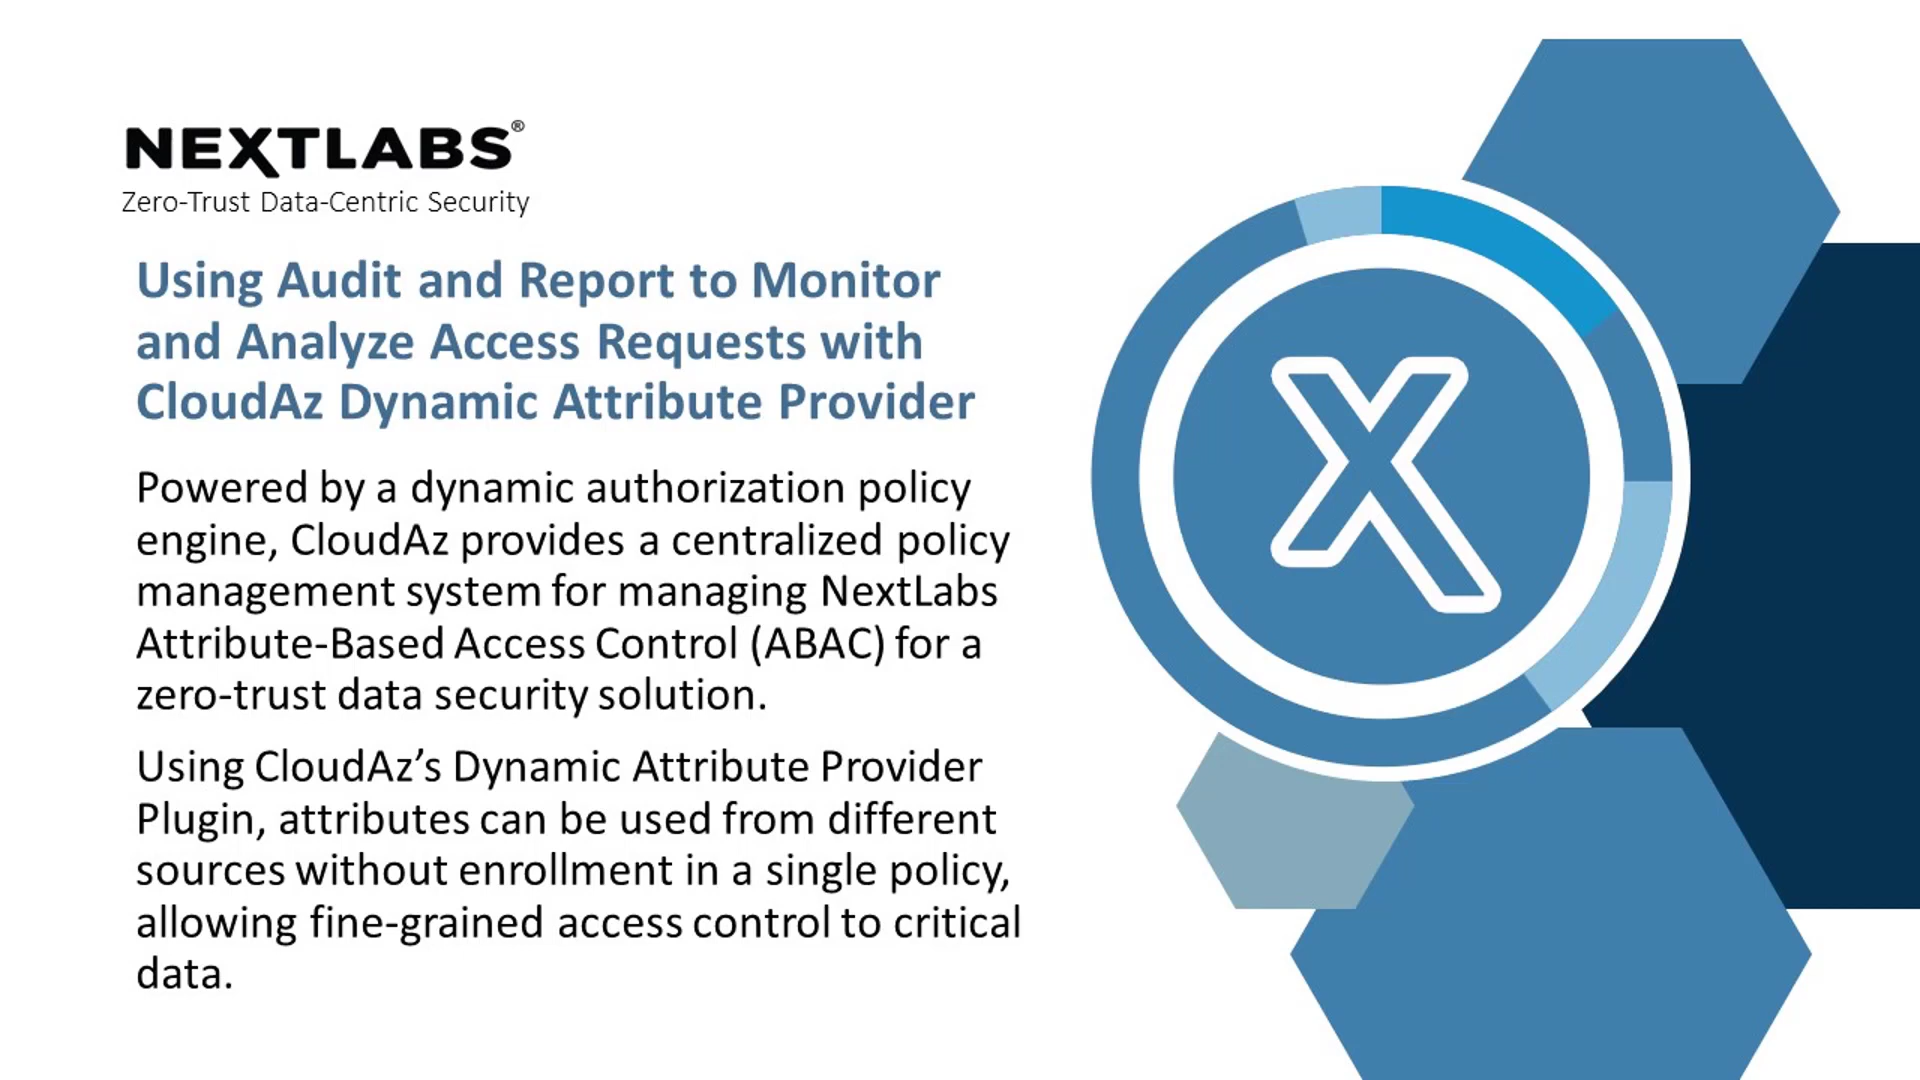 NEXTLABS®
Zero-Trust Data-Centric Security
Using Audit and Report to Monitor
and Analyze Access Requests with
CloudAz Dynamic Attribute Provider
Powered by a dynamic authorization policy
engine, CloudAz provides a centralized policy
management system for managing NextLabs
Attribute-Based Access Control (ABAC) for a
zero-trust data security solution.
Using CloudAz’s Dynamic Attribute Provider
Plugin, attributes can be used from different
sources without enrollment in a single policy,
allowing fine-grained access control to critical
data.
X